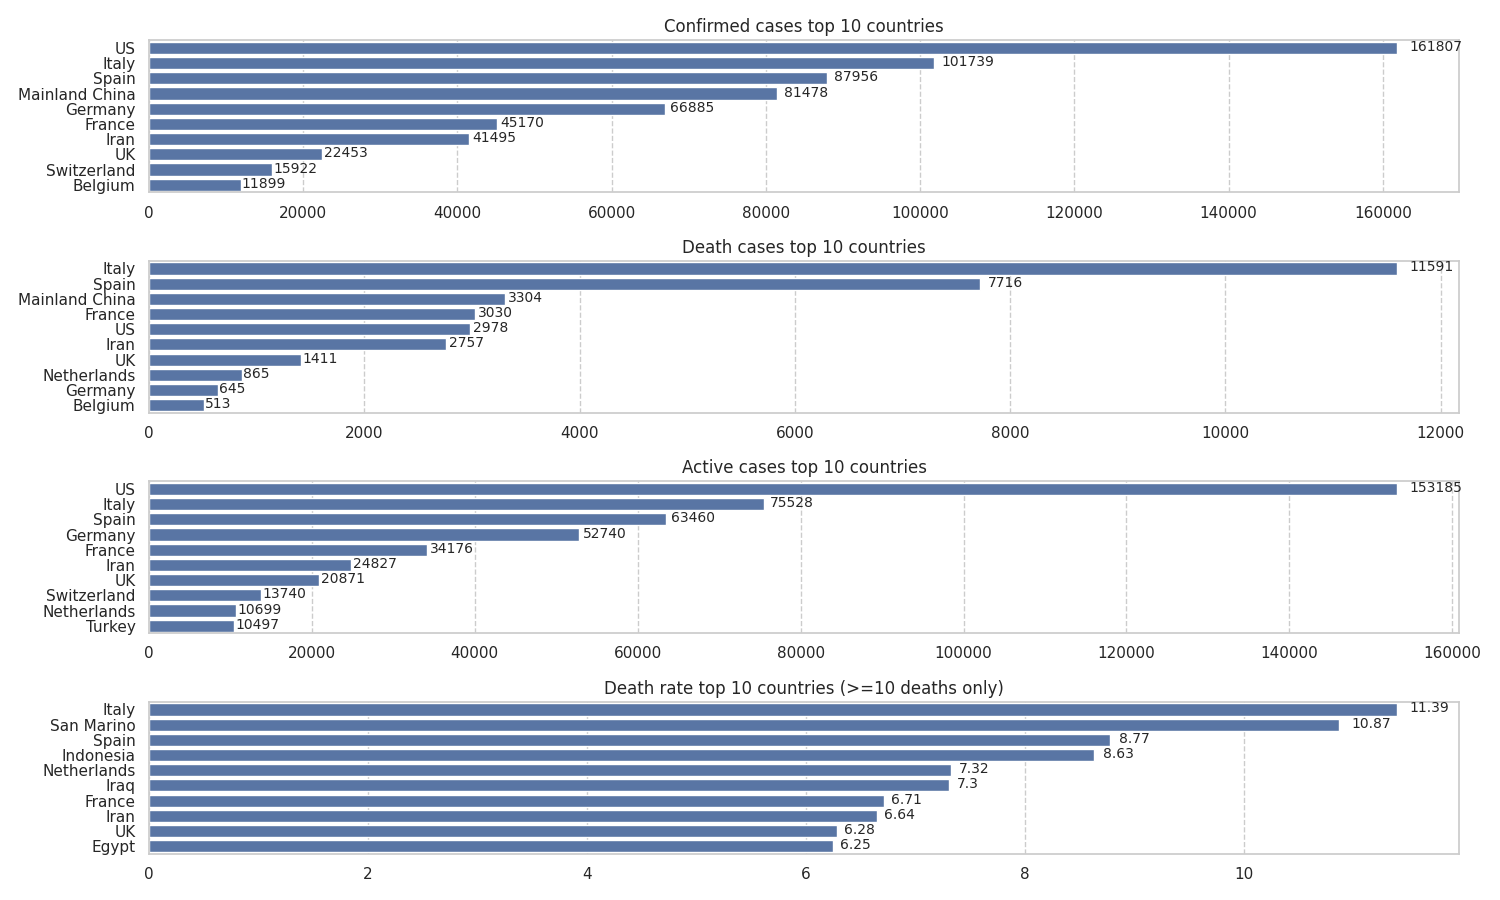 Confirmed cases top 10 countries
US 161807
Italy 101739
Spain 87956
Mainland China 81478
Germany 66885
France 45170
Iran 41495
UK 22453
Switzerland 15922
Belgium 11899
0 20000 40000 60000 80000 100000 120000 140000 160000
Death cases top 10 countries
Italy 11591
Spain 7716
Mainland China 3304
France 3030
US 2978
Iran 2757
UK 1411
Netherlands 865
Germany 645
Belgium 513
0 2000 4000 6000 8000 10000 12000
Active cases top 10 countries
US 153185
Italy 75528
Spain 63460
Germany 52740
France 34176
Iran 24827
UK 20871
Switzerland 13740
Netherlands 10699
Turkey 10497
0 20000 40000 60000 80000 100000 120000 140000 160000
Death rate top 10 countries (>=10 deaths only)
Italy 11.39
San Marino 10.87
Spain 8.77
Indonesia 8.63
Netherlands 7.32
Iraq 7.3
France 6.71
Iran 6.64
UK 6.28
Egypt 6.25
0 2 4 6 8 10